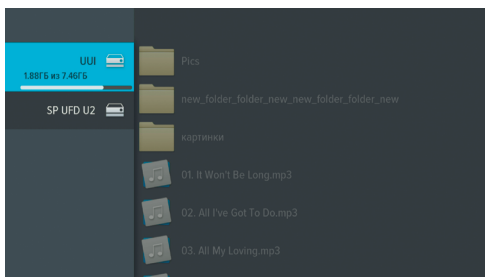 UUI
1.88ГБ из 7.46ГБ
SP UFD U2
Pics
new_folder_folder_new_new_folder_folder_new
картинки
01. It Won't Be Long.mp3
02. All I've Got To Do.mp3
03. All My Loving.mp3